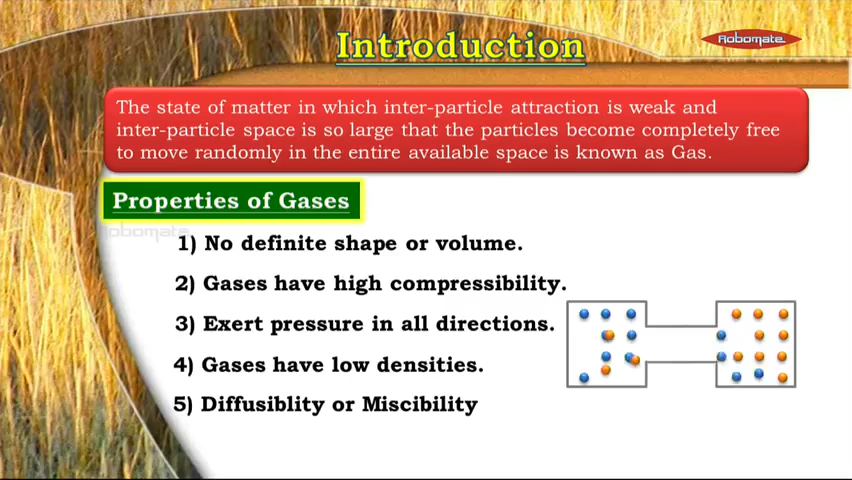 Introduction
Robomate
The state of matter in which inter-particle attraction is weak and
inter-particle space is so large that the particles become completely free
to move randomly in the entire available space is known as Gas.
Properties of Gases
Robomate
1) No definite shape or volume.
2) Gases have high compressibility.
3) Exert pressure in all directions.
4) Gases have low densities.
5) Diffusiblity or Miscibility